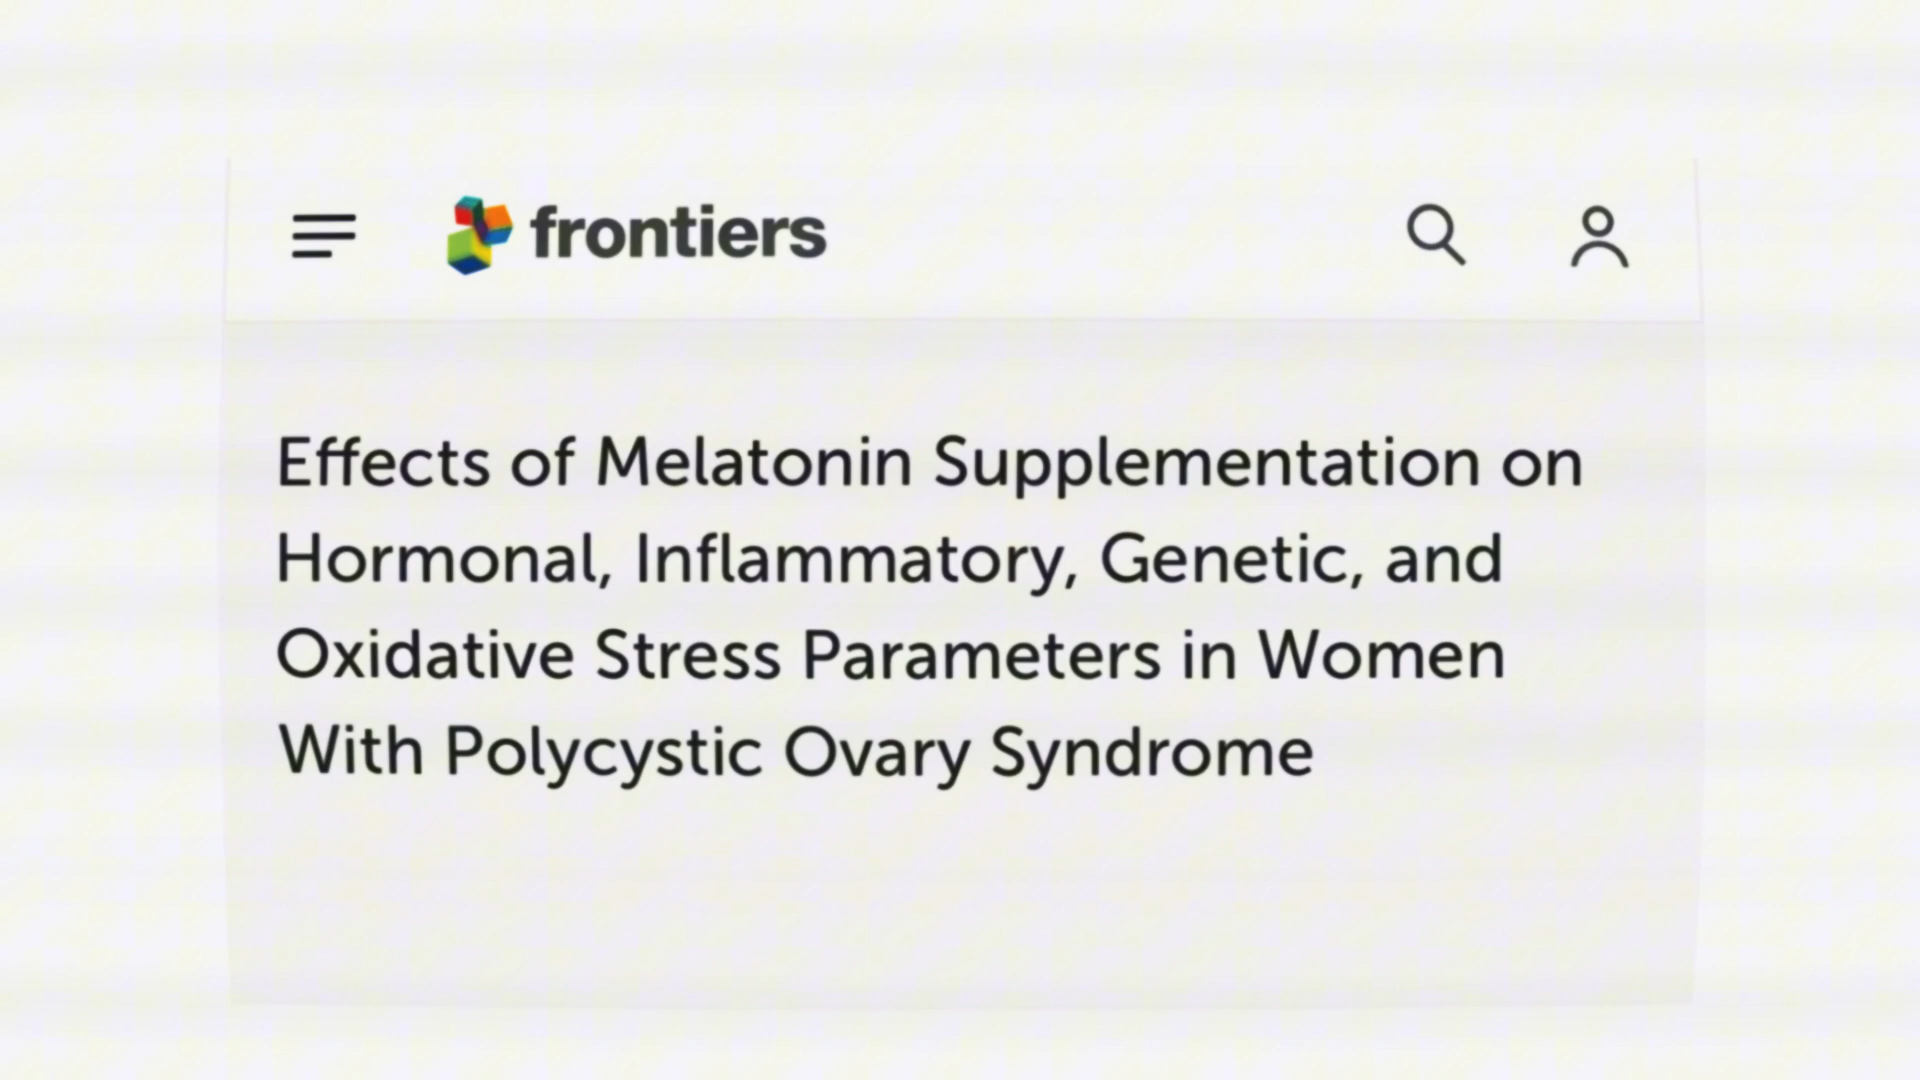 frontiers
Effects of Melatonin Supplementation on
Hormonal, Inflammatory, Genetic, and
Oxidative Stress Parameters in Women
With Polycystic Ovary Syndrome